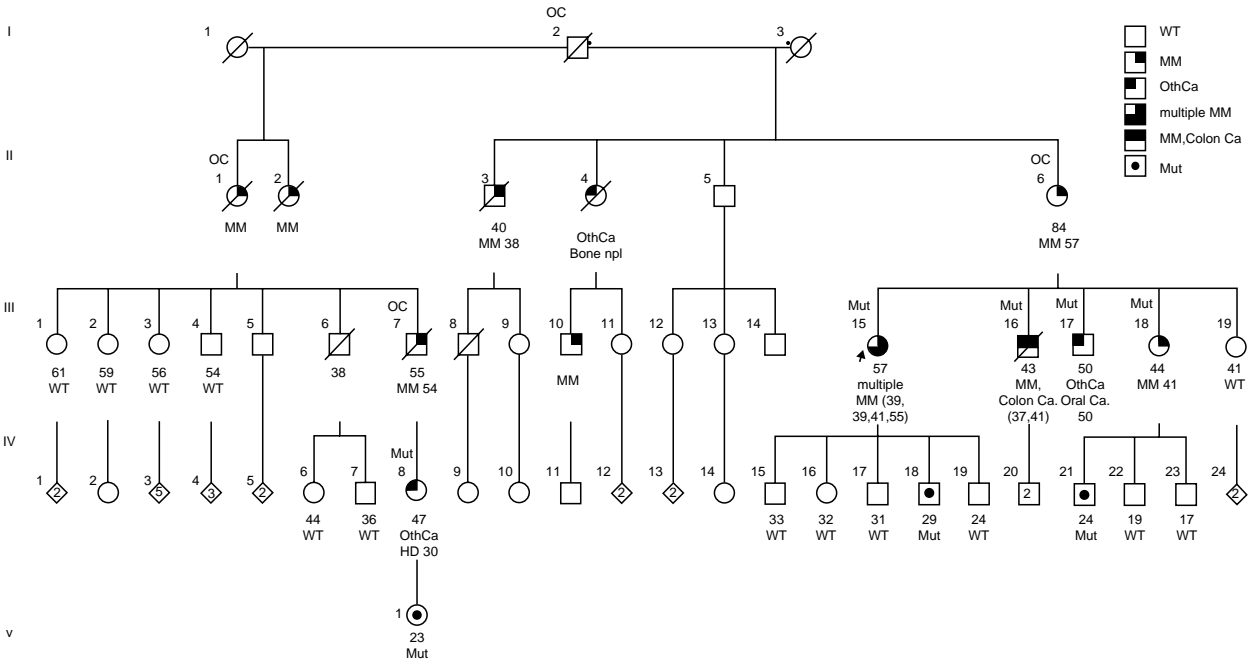 I
1
OC
2
3
WT
MM
OthCa
multiple MM
MM,Colon Ca
Mut
II
OC
1
2
3
4
5
OC
6
MM
MM
40
MM 38
OthCa
Bone npl
84
MM 57
III
1
2
3
4
5
6
OC
7
8
9
10
11
12
13
14
Mut
15
Mut
16
Mut
17
Mut
18
19
61
WT
59
WT
56
WT
54
WT
38
55
MM 54
MM
57
multiple
MM (39,
39,41,55)
43
MM,
Colon Ca.
(37,41)
50
OthCa
Oral Ca.
50
44
MM 41
41
WT
IV
1
2
2
3
5
4
3
5
2
6
7
Mut
8
9
10
11
12
2
13
2
14
15
16
17
18
19
20
2
21
22
23
24
2
44
WT
36
WT
47
OthCa
HD 30
33
WT
32
WT
31
WT
29
Mut
24
WT
24
Mut
19
WT
17
WT
V
1
23
Mut